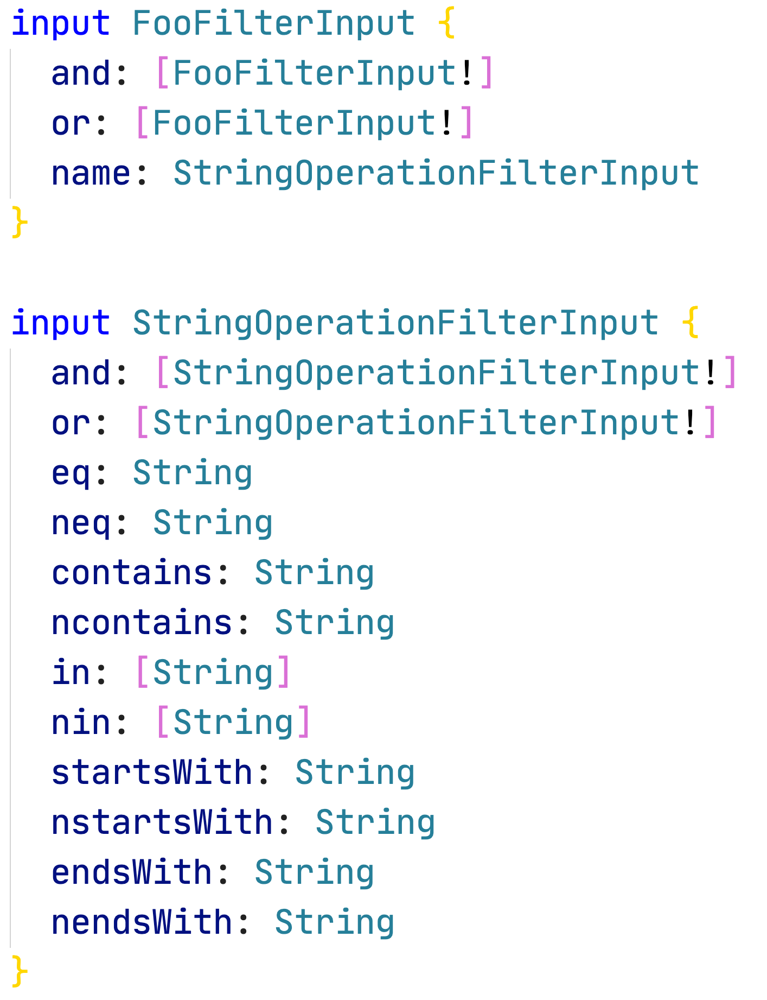 input FooFilterInput {
  and: [FooFilterInput!]
  or: [FooFilterInput!]
  name: StringOperationFilterInput
}

input StringOperationFilterInput {
  and: [StringOperationFilterInput!]
  or: [StringOperationFilterInput!]
  eq: String
  neq: String
  contains: String
  ncontains: String
  in: [String]
  nin: [String]
  startsWith: String
  nstartsWith: String
  endsWith: String
  nendsWith: String
}